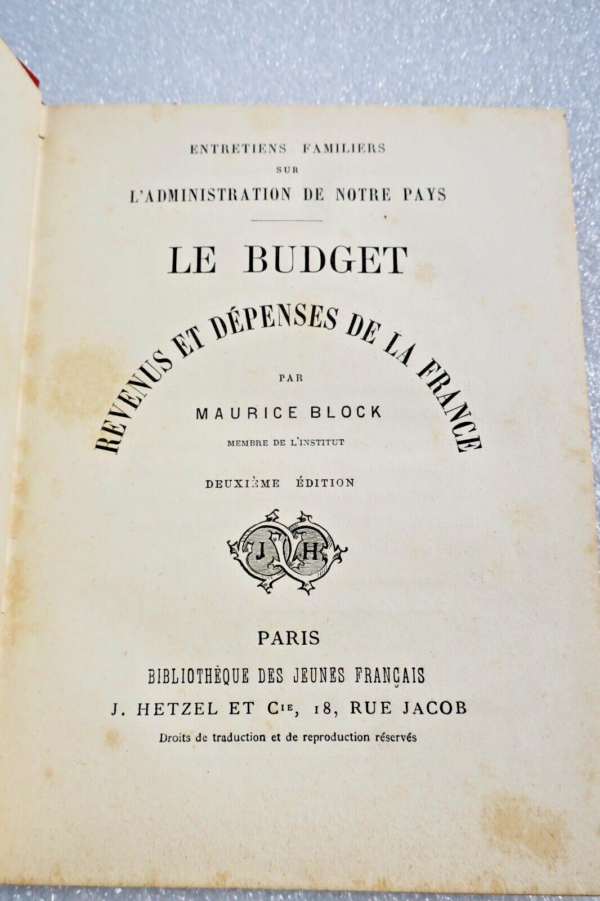 ENTRETIENS FAMILIERS
SUR
L'ADMINISTRATION DE NOTRE PAYS
LE BUDGET
REVENUS ET DÉPENSES DE LA FRANCE
PAR
MAURICE BLOCK
MEMBRE DE L'INSTITUT
DEUXIÈME ÉDITION
J H
PARIS
BIBLIOTHÈQUE DES JEUNES FRANÇAIS
J. HETZEL ET CIE, 18, RUE JACOB
Droits de traduction et de reproduction réservés